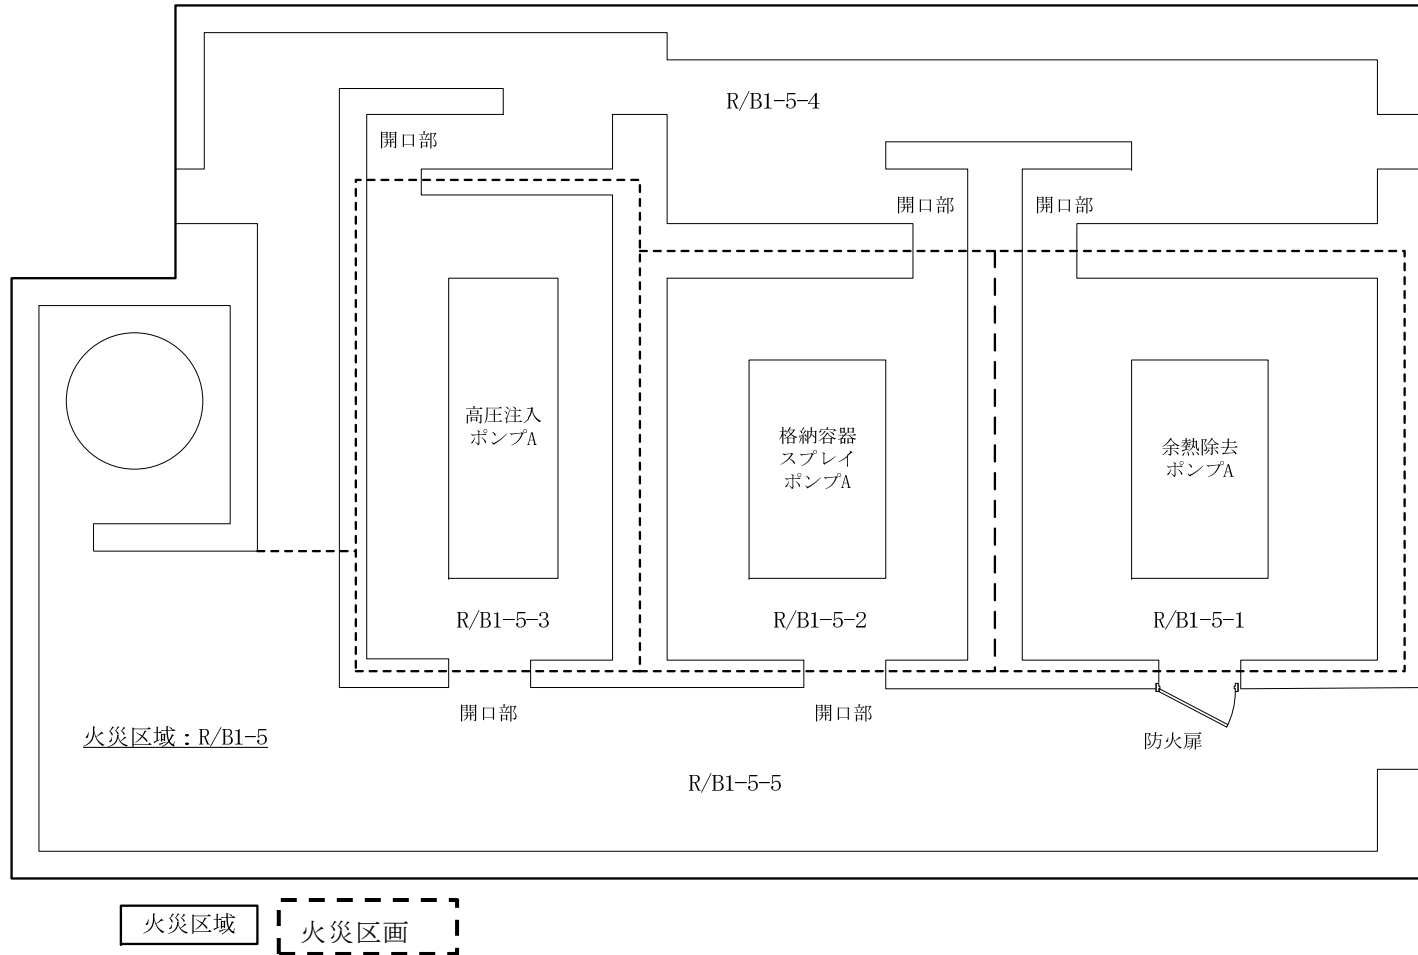 R/B1-5-4
開口部
開口部
開口部
高圧注入
ポンプA
格納容器
スプレイ
ポンプA
余熱除去
ポンプA
R/B1-5-3
R/B1-5-2
R/B1-5-1
開口部
開口部
防火扉
火災区域：R/B1-5
R/B1-5-5
火災区域
火災区画